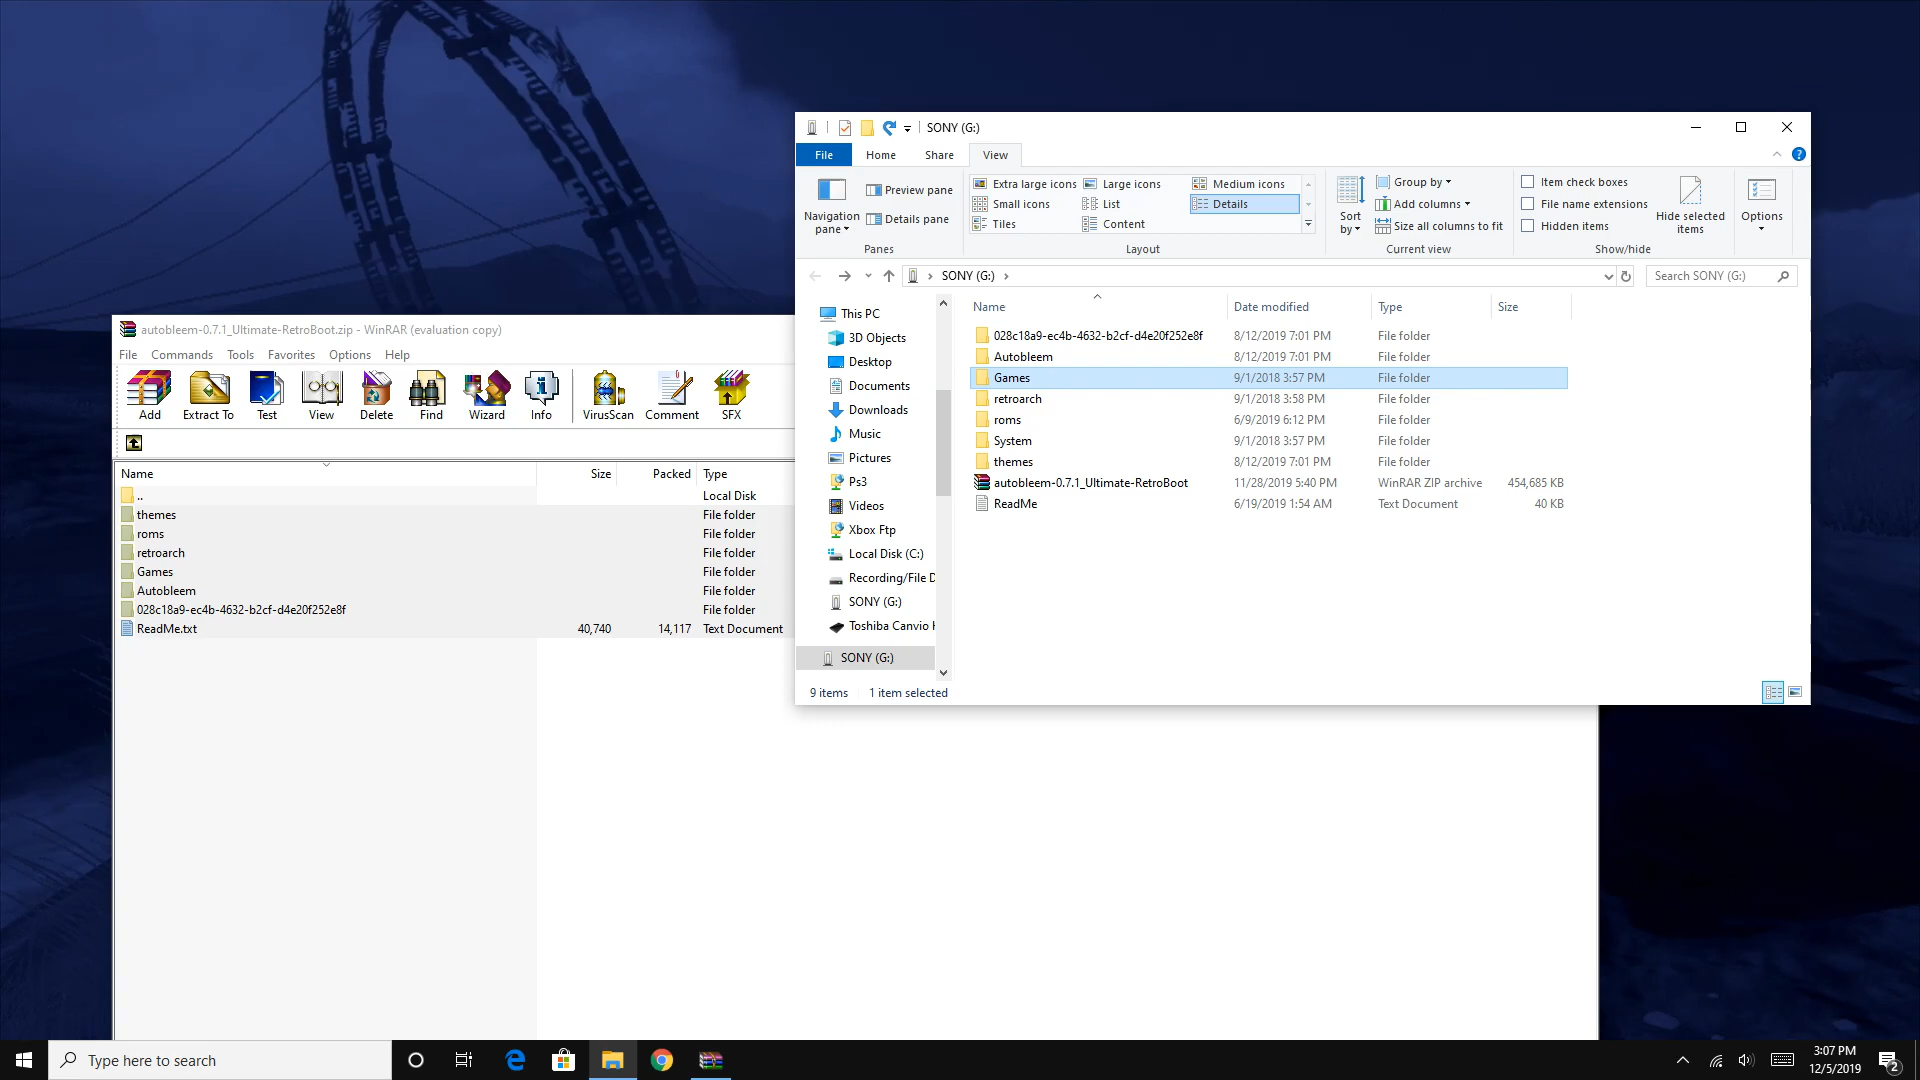 SONY (G:)
File Home Share View
Navigation pane
Preview pane
Details pane
Panes
Extra large icons Large icons Medium icons
Small icons List Details
Tiles Content
Layout
Sort by
Group by
Add columns
Size all columns to fit
Current view
Item check boxes
File name extensions
Hidden items
Hide selected items
Show/hide
Options
SONY (G:)
Search SONY (G:)
This PC
3D Objects
Desktop
Documents
Downloads
Music
Pictures
Ps3
Videos
Xbox Ftp
Local Disk (C:)
Recording/File D
SONY (G:)
Toshiba Canvio H
SONY (G:)
Name Date modified Type Size
028c18a9-ec4b-4632-b2cf-d4e20f252e8f 8/12/2019 7:01 PM File folder
Autobleem 8/12/2019 7:01 PM File folder
Games 9/1/2018 3:57 PM File folder
retroarch 9/1/2018 3:58 PM File folder
roms 6/9/2019 6:12 PM File folder
System 9/1/2018 3:57 PM File folder
themes 8/12/2019 7:01 PM File folder
autobleem-0.7.1_Ultimate-RetroBoot 11/28/2019 5:40 PM WinRAR ZIP archive 454,685 KB
ReadMe 6/19/2019 1:54 AM Text Document 40 KB
9 items 1 item selected
autobleem-0.7.1_Ultimate-RetroBoot.zip - WinRAR (evaluation copy)
File Commands Tools Favorites Options Help
Add Extract To Test View Delete Find Wizard Info VirusScan Comment SFX
Name Size Packed Type
.. Local Disk
themes File folder
roms File folder
retroarch File folder
Games File folder
Autobleem File folder
028c18a9-ec4b-4632-b2cf-d4e20f252e8f File folder
ReadMe.txt 40,740 14,117 Text Document
Type here to search
3:07 PM
12/5/2019
2